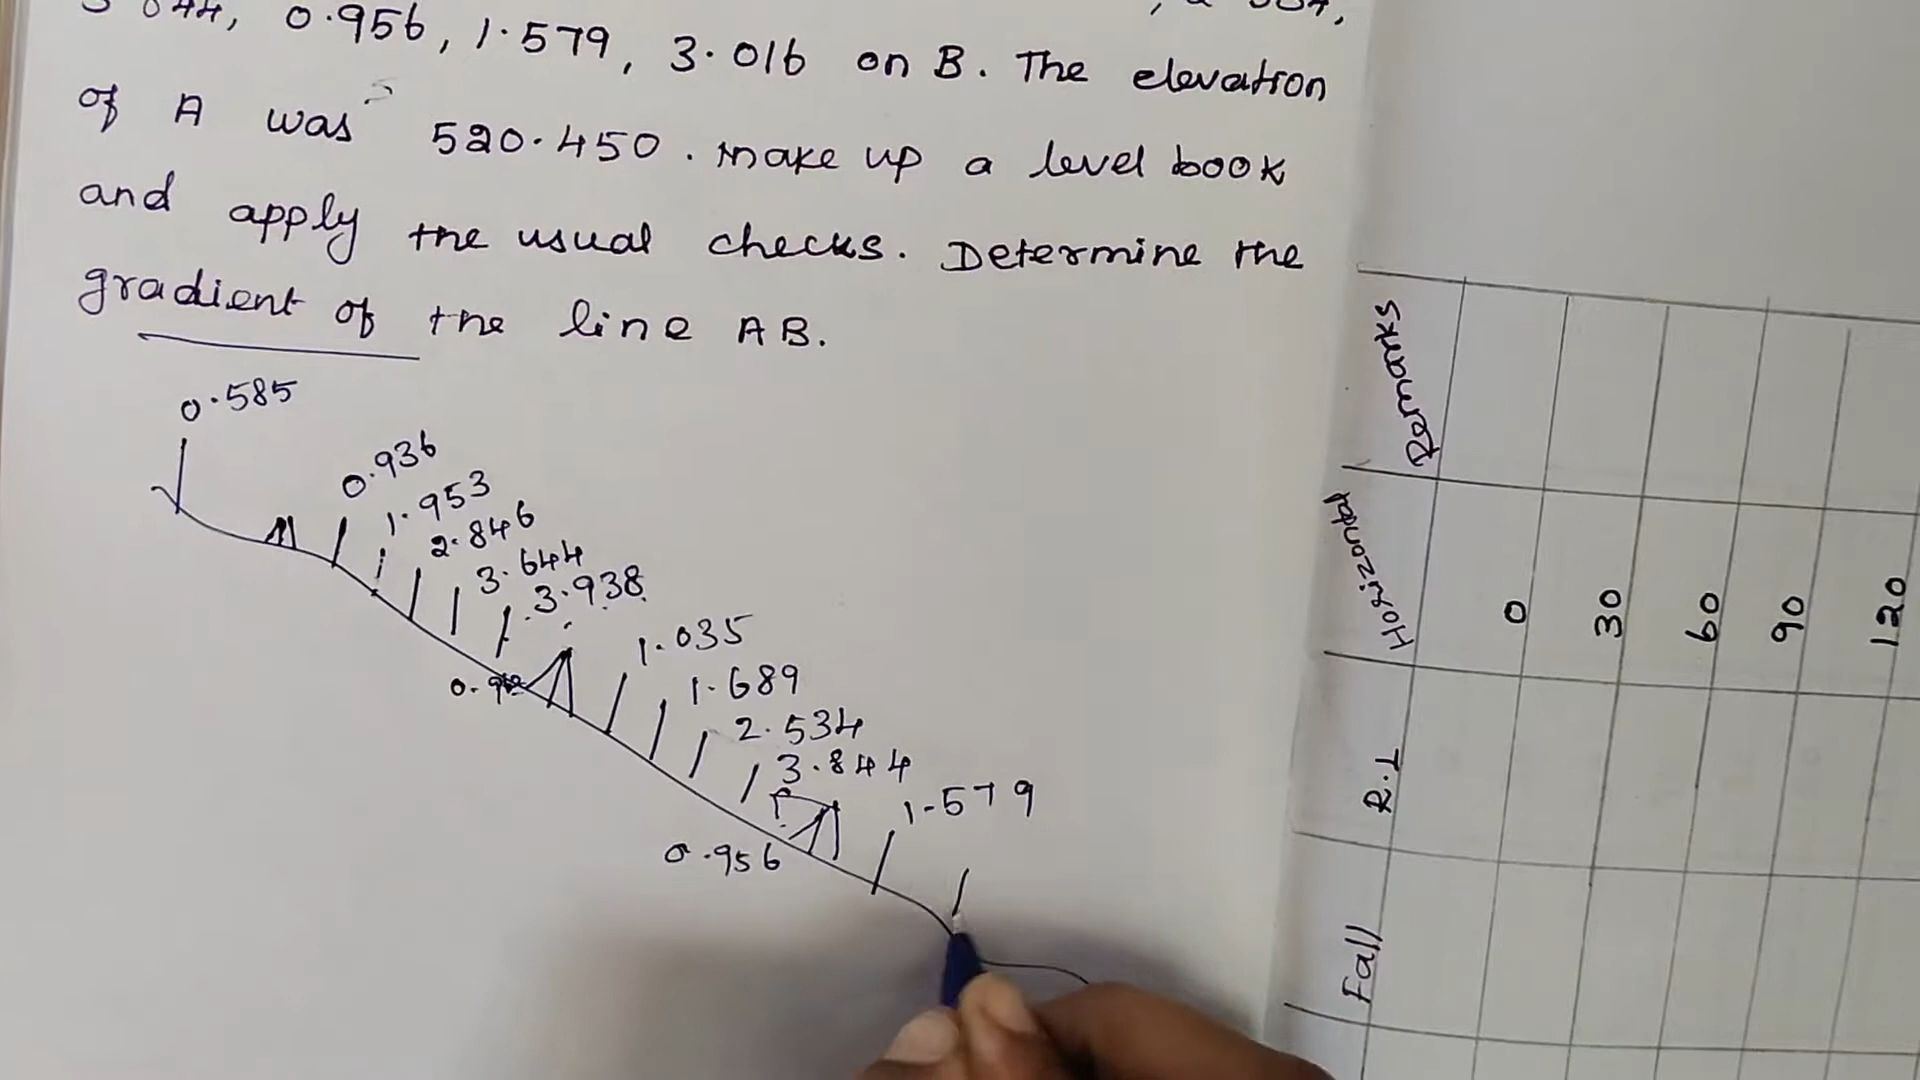 0.956, 1.579, 3.016 on B. The elevation
of A was 520.450. make up a level book
and apply the usual checks. Determine the
gradient of the line AB.
0.585
0.936
1.953
2.846
3.644
3.938
1.035
1.689
2.534
3.844
1.579
0.956
Remarks
Horizontal 0 30 60 90 120
R.L
Fall